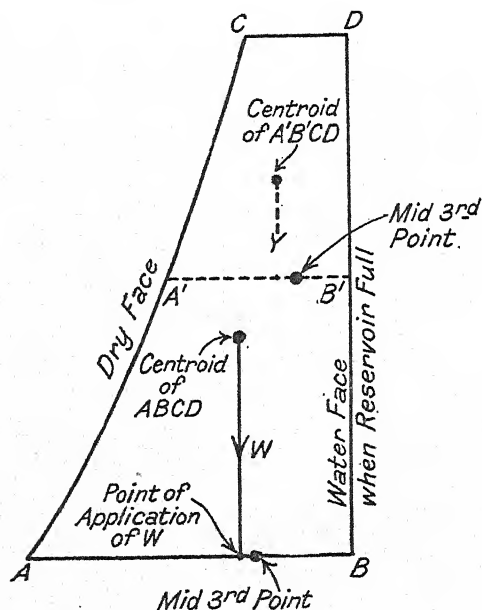 C
D
Centroid
of A'B'CD
Mid 3rd
Point.
A'
B'
Dry Face
Centroid
of
ABCD
W
Water Face
when Reservoir Full
Point of
Application
of W
A
B
Mid 3rd Point